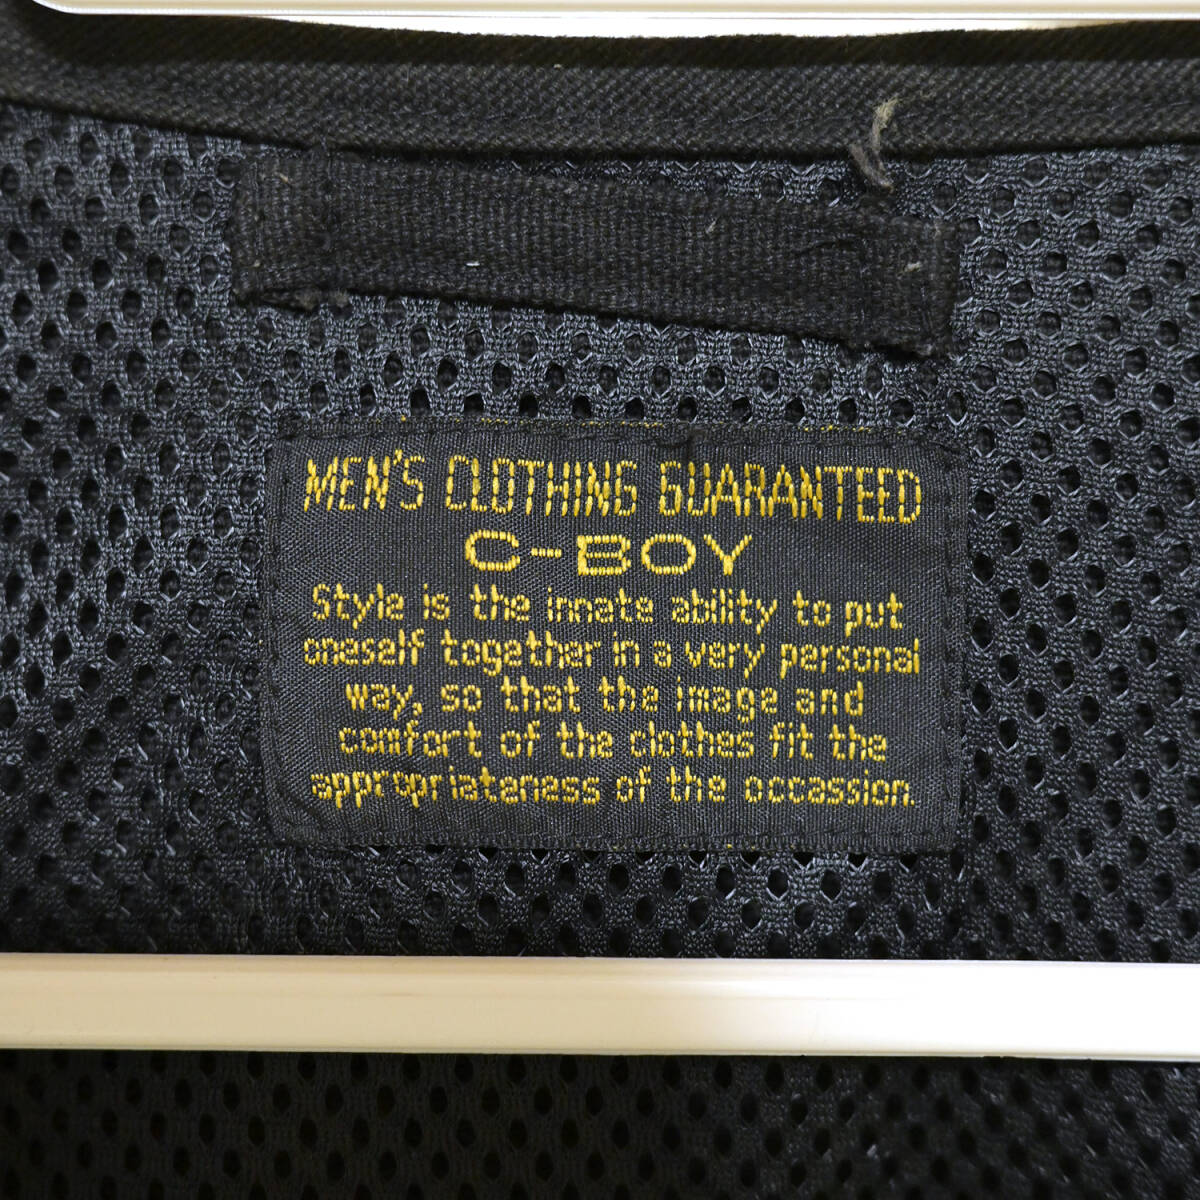 MEN'S CLOTHING GUARANTEED
C-BOY
Style is the innate ability to put
oneself together in a very personal
way, so that the image and
comfort of the clothes fit the
appropriateness of the occassion.